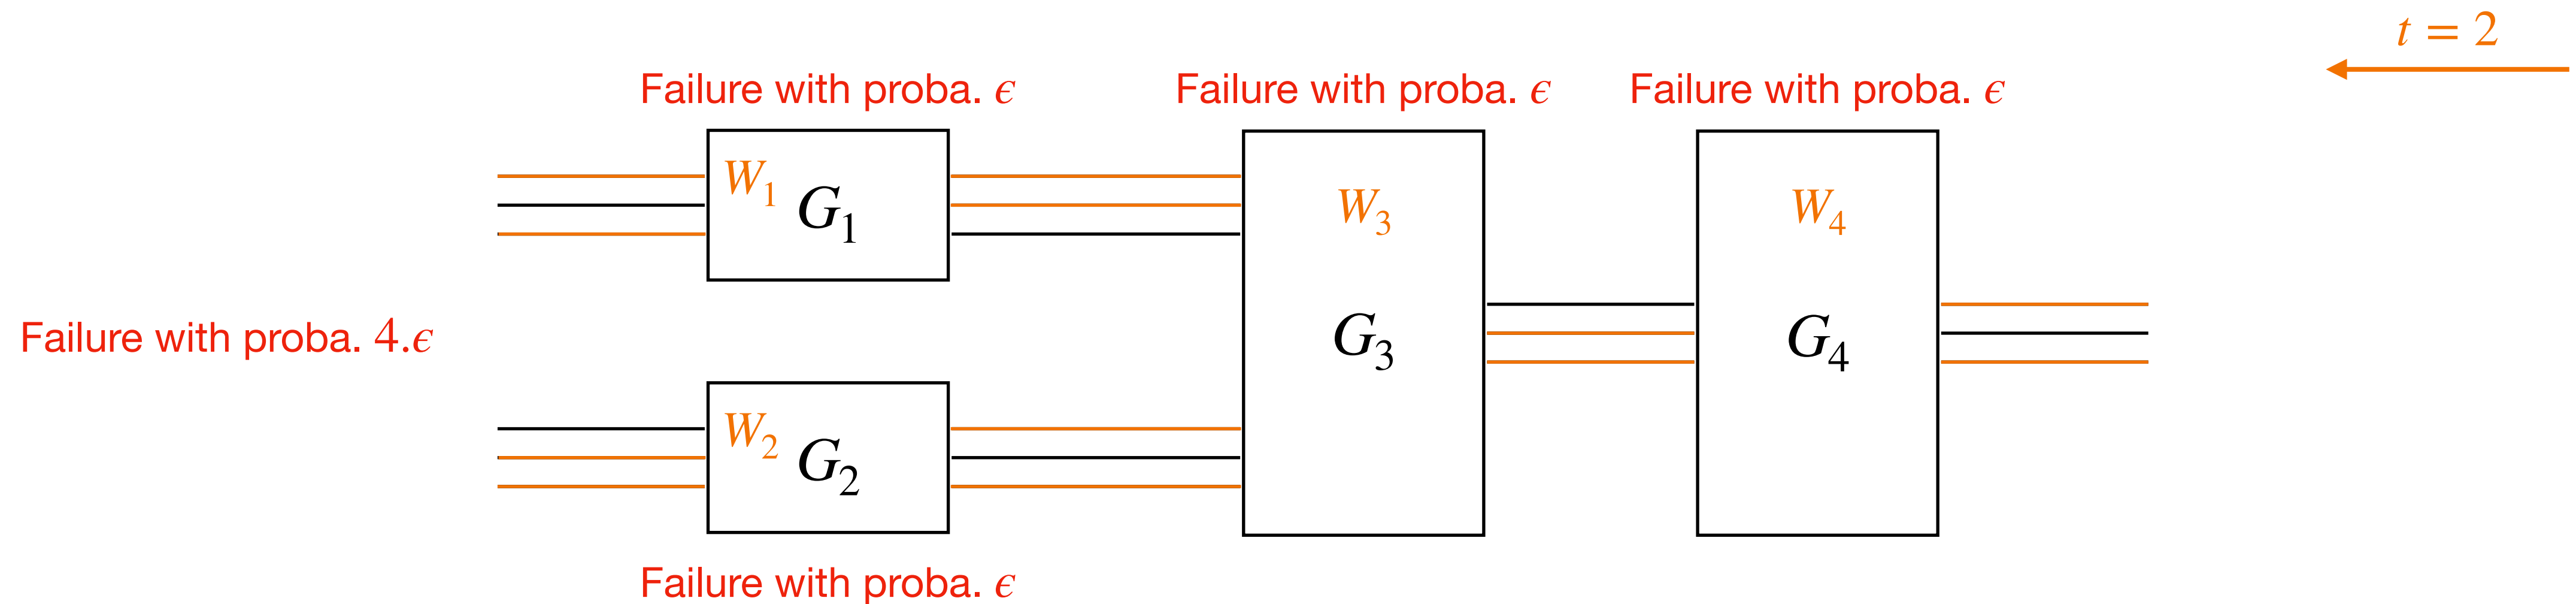 t = 2
Failure with proba. ϵ
Failure with proba. ϵ
Failure with proba. ϵ
W₁
G₁
W₃
W₄
Failure with proba. 4.ϵ
G₃
G₄
W₂
G₂
Failure with proba. ϵ